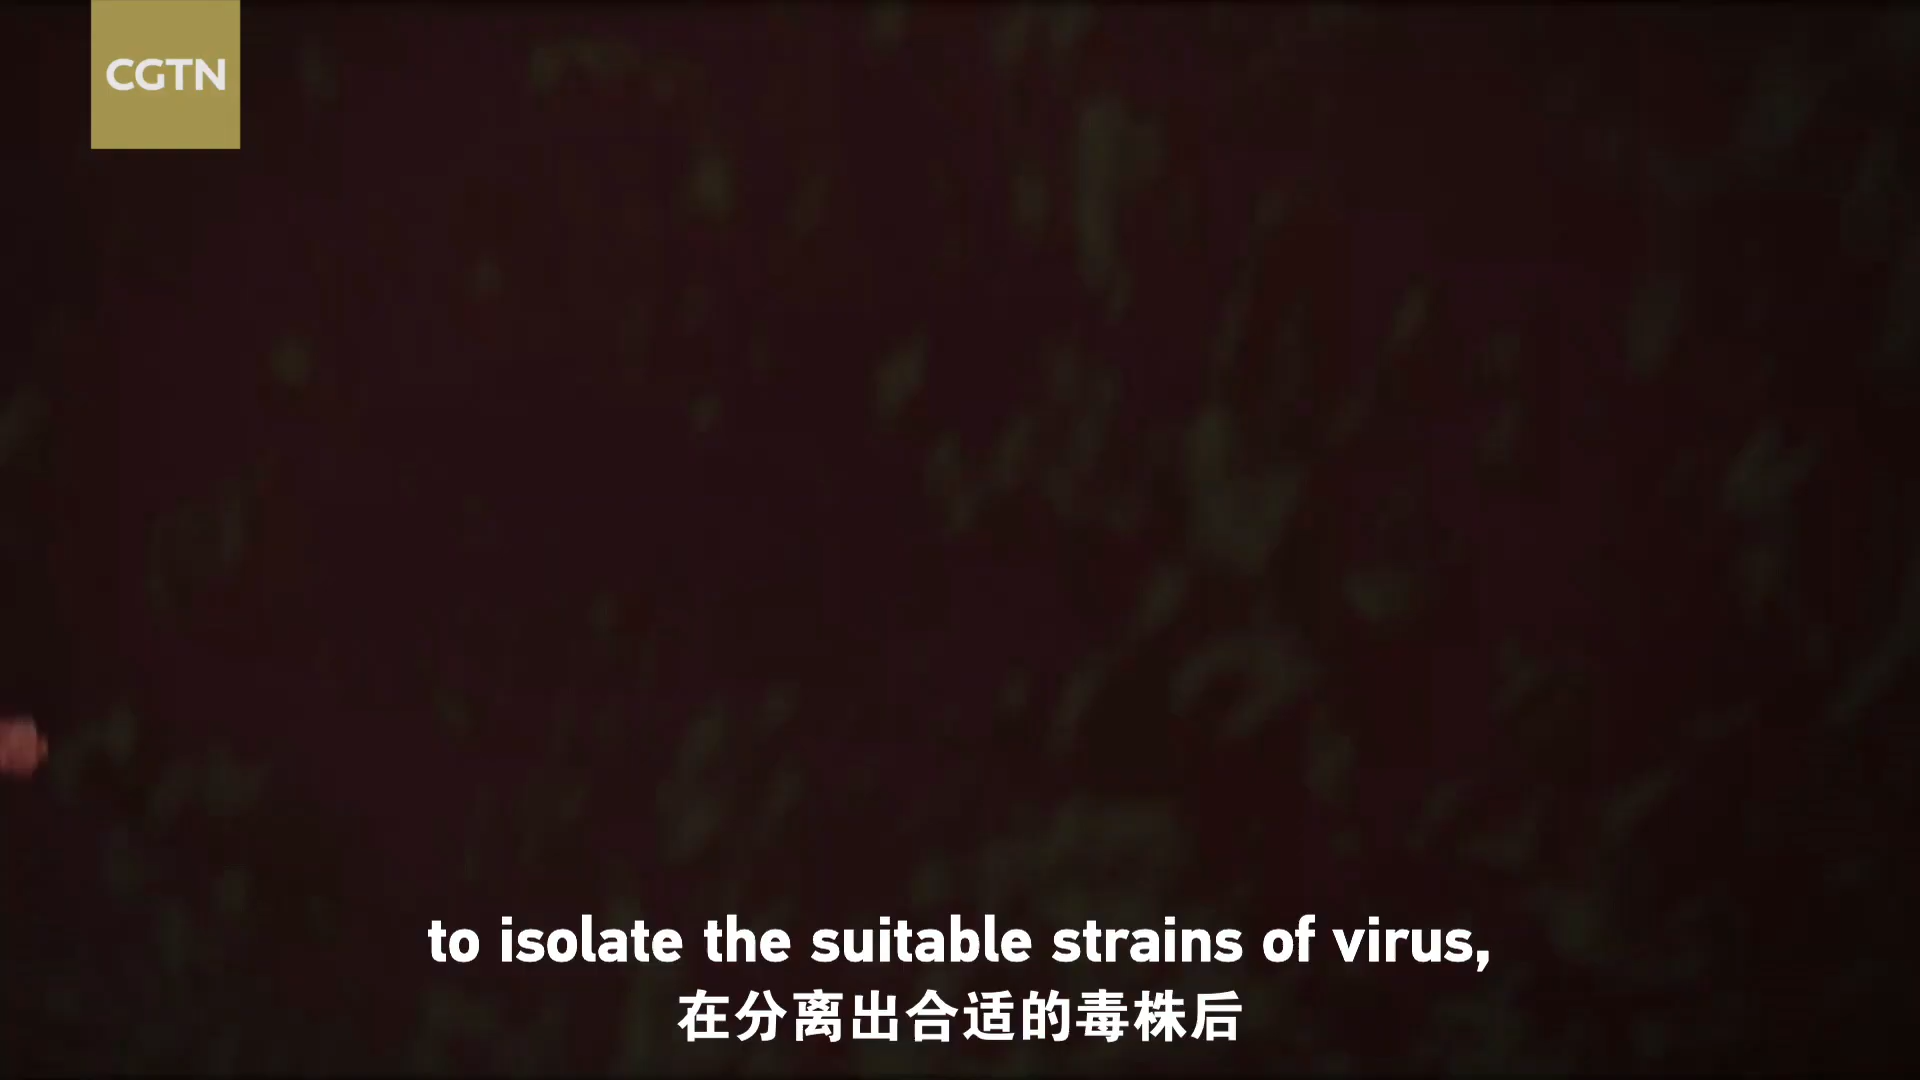 CGTN
to isolate the suitable strains of virus,
在分离出合适的毒株后